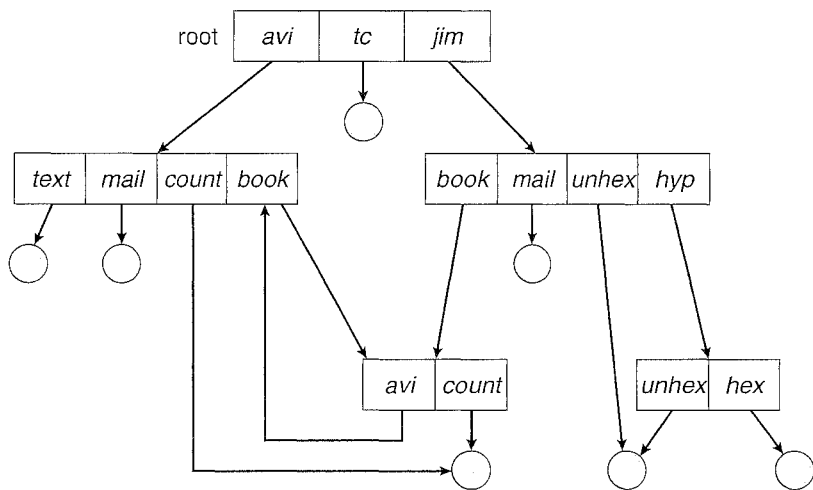 root avi tc jim
text mail count book book mail unhex hyp
avi count unhex hex